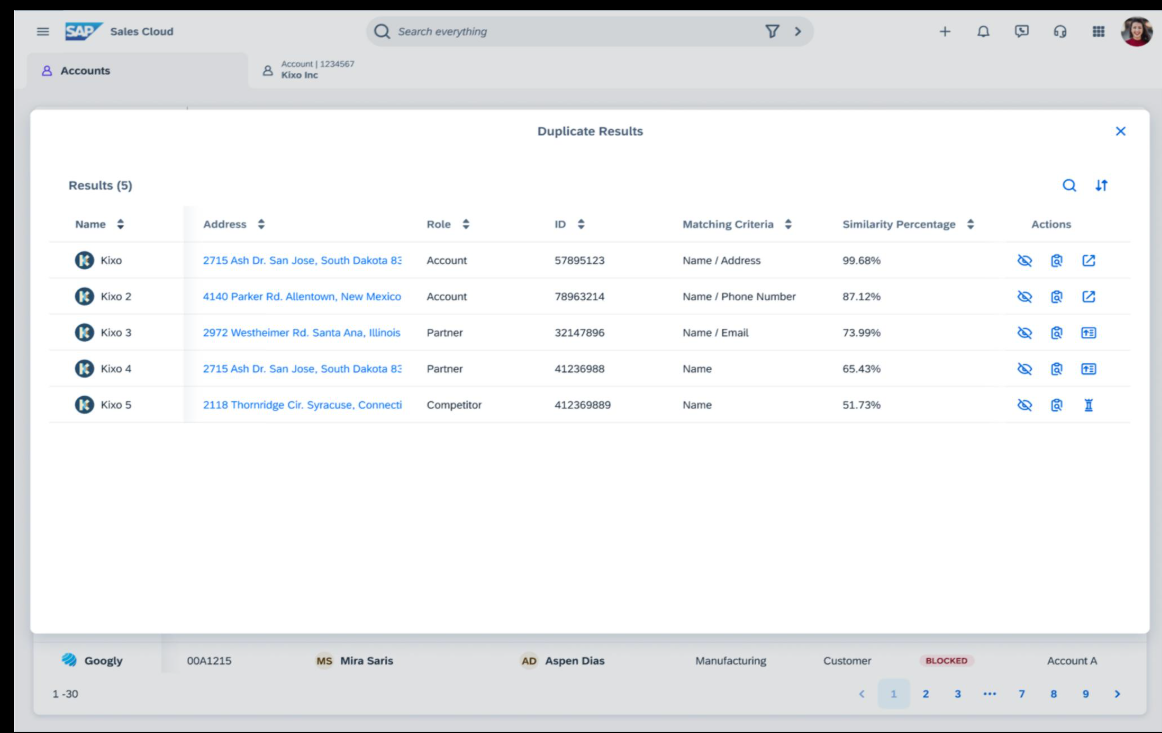 SAP Sales Cloud Search everything
Accounts
Account | 1234567
Kixo Inc
Duplicate Results
Results (5)
Name Address Role ID Matching Criteria Similarity Percentage Actions
Kixo 2715 Ash Dr. San Jose, South Dakota 83 Account 57895123 Name / Address 99.68%
Kixo 2 4140 Parker Rd. Allentown, New Mexico Account 78963214 Name / Phone Number 87.12%
Kixo 3 2972 Westheimer Rd. Santa Ana, Illinois Partner 32147896 Name / Email 73.99%
Kixo 4 2715 Ash Dr. San Jose, South Dakota 83 Partner 41236988 Name 65.43%
Kixo 5 2118 Thornridge Cir. Syracuse, Connecti Competitor 412369889 Name 51.73%
Googly 00A1215 MS Mira Saris AD Aspen Dias Manufacturing Customer BLOCKED Account A
1 -30 1 2 3 ••• 7 8 9